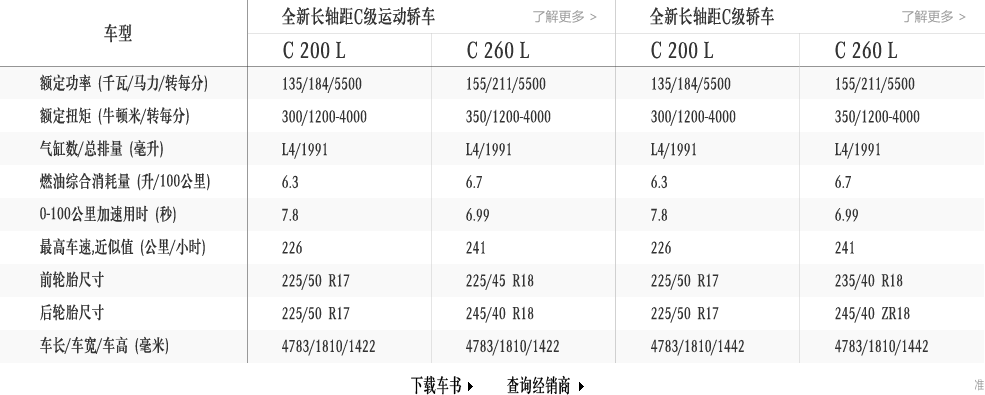 车型 全新长轴距C级运动轿车 了解更多 > 全新长轴距C级轿车 了解更多 >
C 200 L C 260 L C 200 L C 260 L
额定功率 (千瓦/马力/转每分) 135/184/5500 155/211/5500 135/184/5500 155/211/5500
额定扭矩 (牛顿米/转每分) 300/1200-4000 350/1200-4000 300/1200-4000 350/1200-4000
气缸数/总排量 (毫升) L4/1991 L4/1991 L4/1991 L4/1991
燃油综合消耗量 (升/100公里) 6.3 6.7 6.3 6.7
0-100公里加速用时 (秒) 7.8 6.99 7.8 6.99
最高车速,近似值 (公里/小时) 226 241 226 241
前轮胎尺寸 225/50 R17 225/45 R18 225/50 R17 235/40 R18
后轮胎尺寸 225/50 R17 245/40 R18 225/50 R17 245/40 ZR18
车长/车宽/车高 (毫米) 4783/1810/1422 4783/1810/1422 4783/1810/1442 4783/1810/1442
下载车书 查询经销商 准